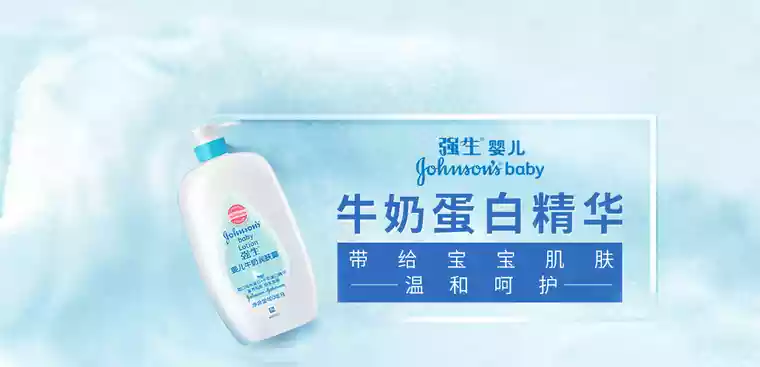 强生®婴儿
Johnson's® baby
牛奶蛋白精华
带给宝宝肌肤
温和呵护
Johnson's
baby
Lotion
强生
婴儿牛奶润肤露